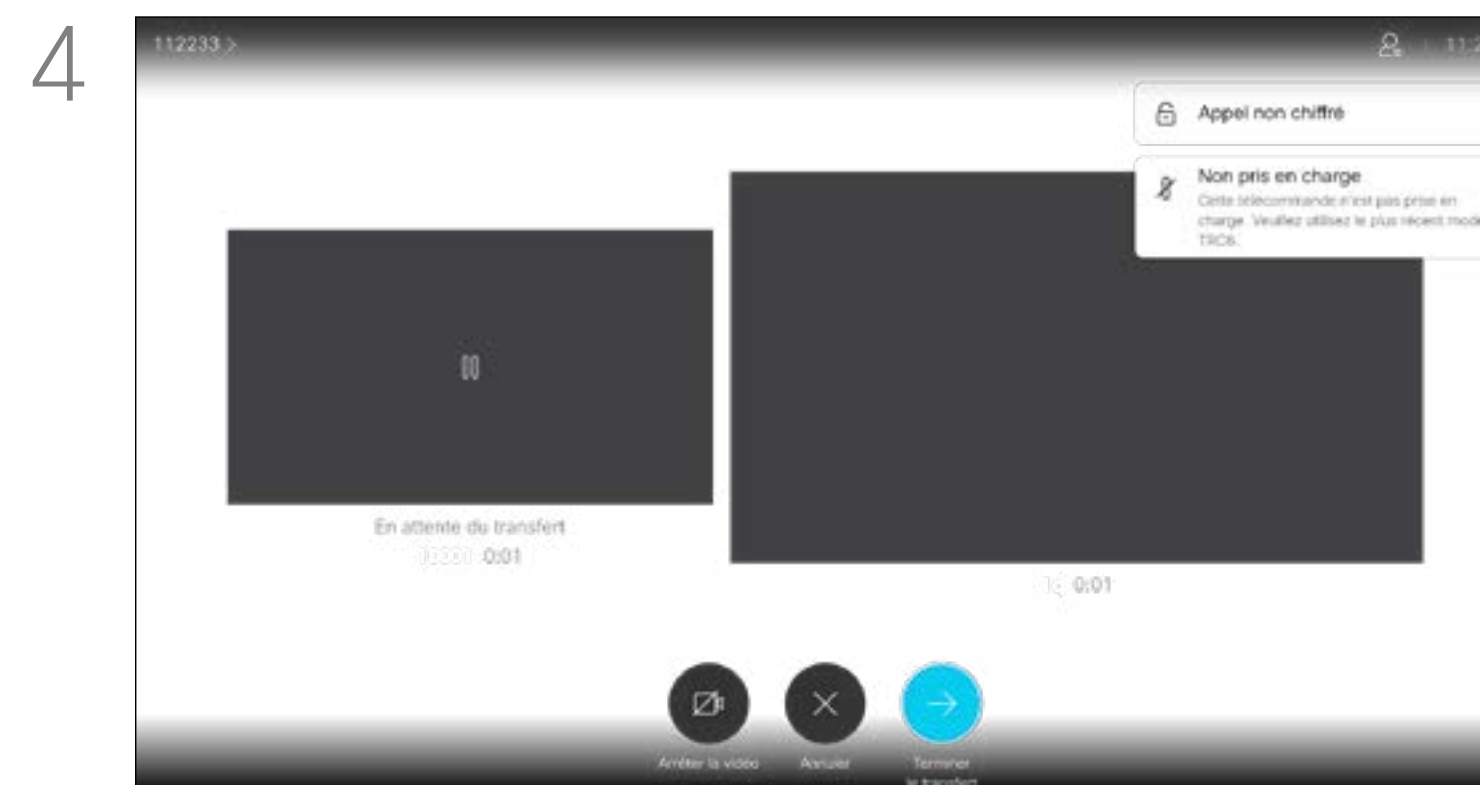 4
112233 >
Appel non chiffré
Non pris en charge
Cette télécommande n'est pas prise en
charge. Veuillez utilisez le plus récent
TRC6.
En attente du transfert
0:01
0:01
Arrêter la vidéo
Annuler
Terminer
le transfert